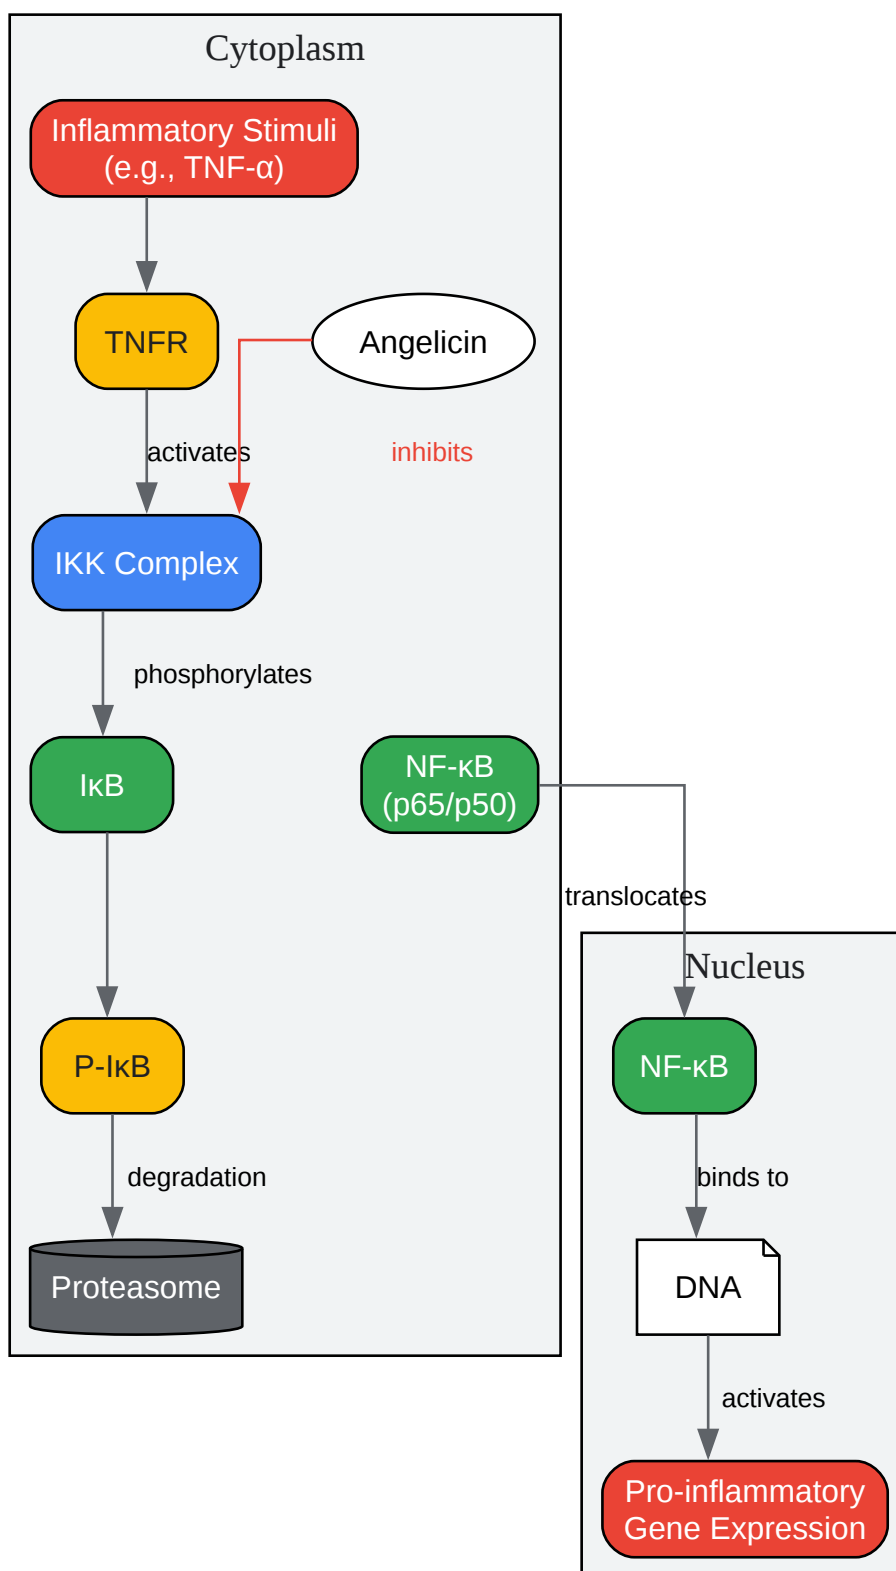 Cytoplasm
Inflammatory Stimuli
(e.g., TNF-α)
TNFR
Angelicin
activates
inhibits
IKK Complex
phosphorylates
IκB
NF-κB
(p65/p50)
translocates
Nucleus
P-IκB
NF-κB
degradation
binds to
Proteasome
DNA
activates
Pro-inflammatory
Gene Expression